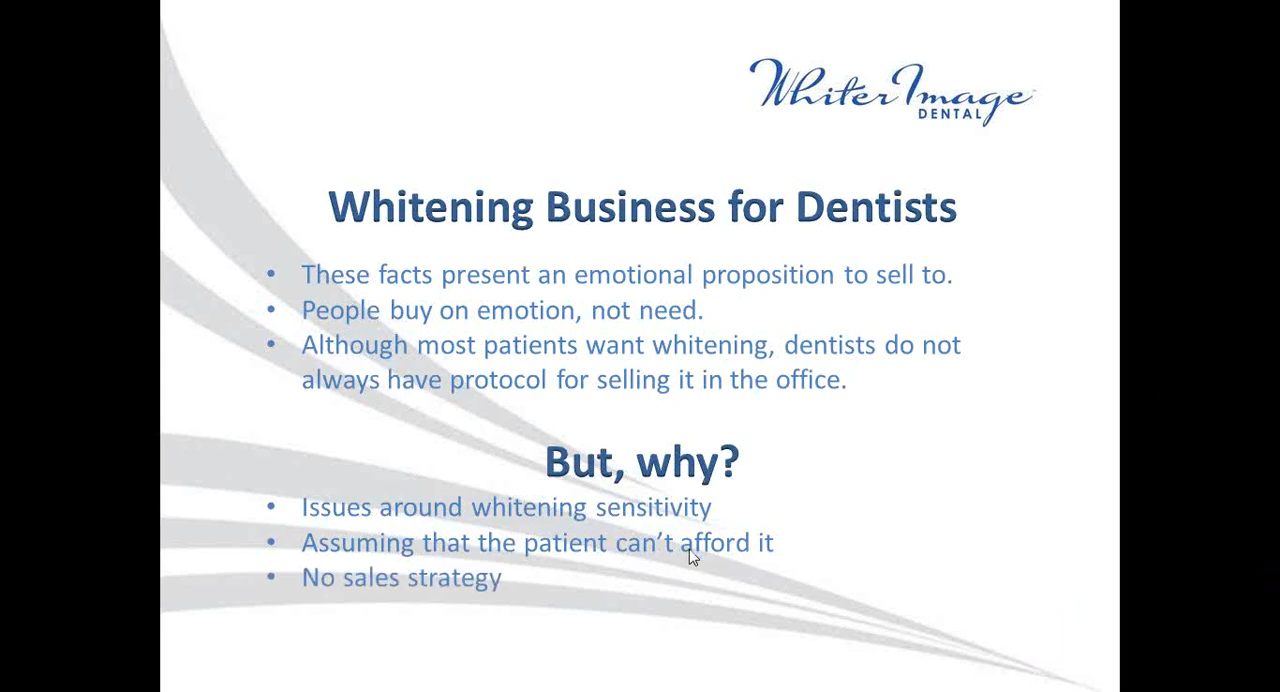 Whiter Image
DENTAL
Whitening Business for Dentists
• These facts present an emotional proposition to sell to.
• People buy on emotion, not need.
• Although most patients want whitening, dentists do not
always have protocol for selling it in the office.
But, why?
• Issues around whitening sensitivity
• Assuming that the patient can’t afford it
• No sales strategy